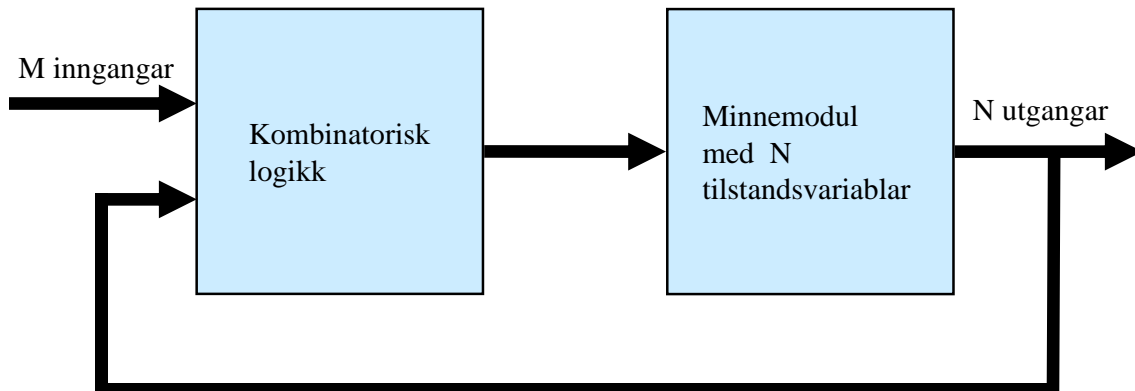 M inngangar
Kombinatorisk
logikk
Minnemodul
med N
tilstandsvariablar
N utgangar